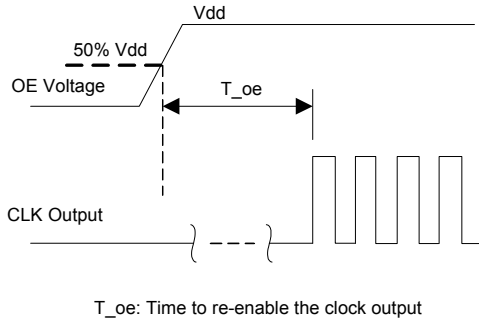 Vdd
50% Vdd
OE Voltage
T_oe
CLK Output
T_oe: Time to re-enable the clock output